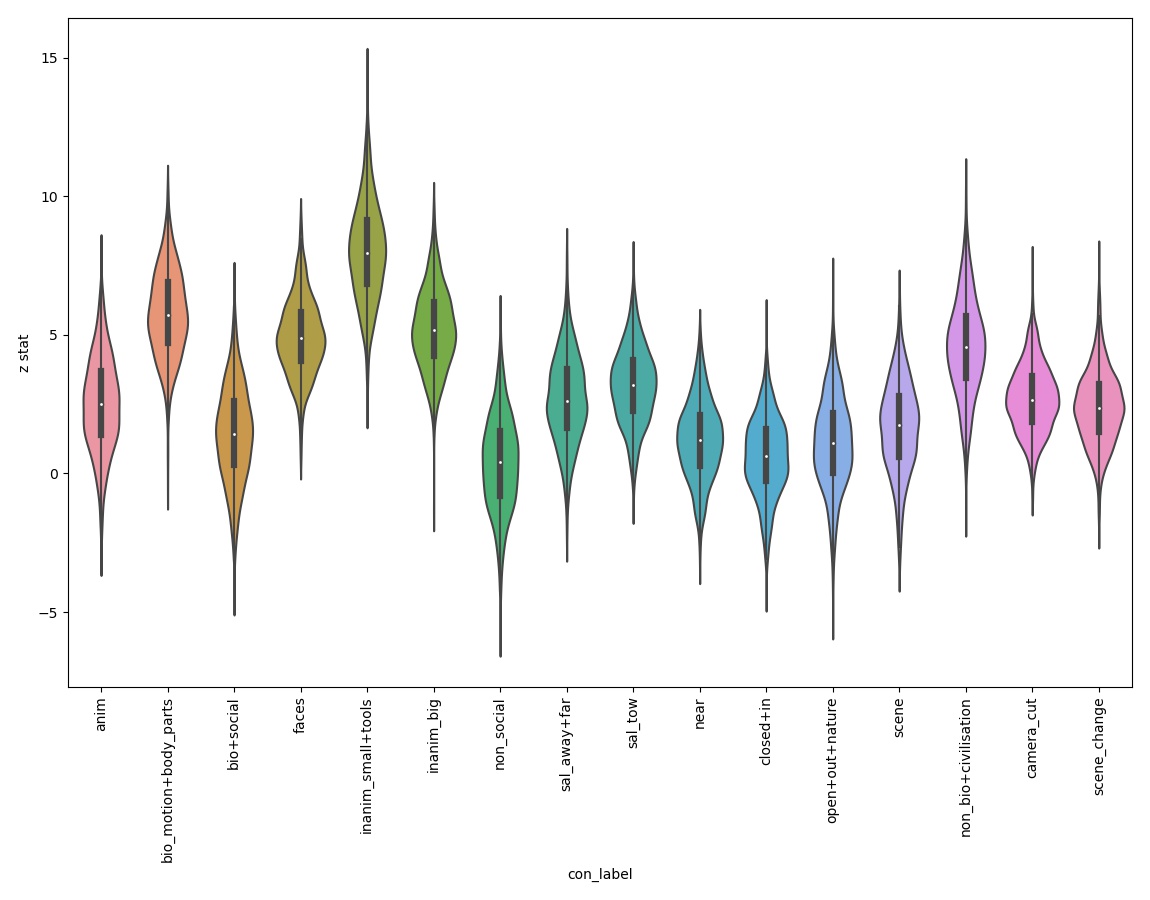 15
10
5
0
−5
z stat
anim
bio_motion+body_parts
bio+social
faces
inanim_small+tools
inanim_big
non_social
sal_away+far
sal_tow
near
closed+in
open+out+nature
scene
non_bio+civilisation
camera_cut
scene_change
con_label